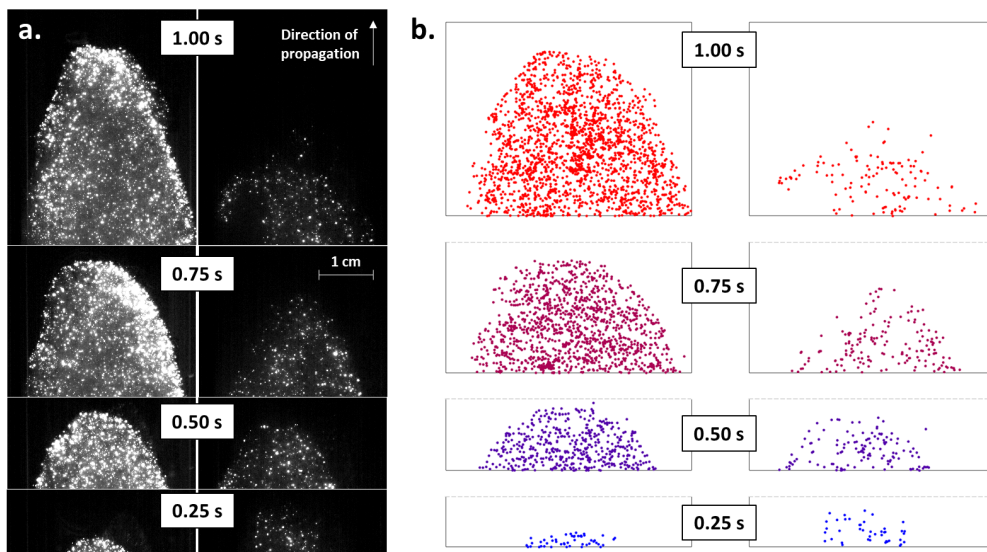 a.
1.00 s
Direction of
propagation
0.75 s
1 cm
0.50 s
0.25 s
b.
1.00 s
0.75 s
0.50 s
0.25 s